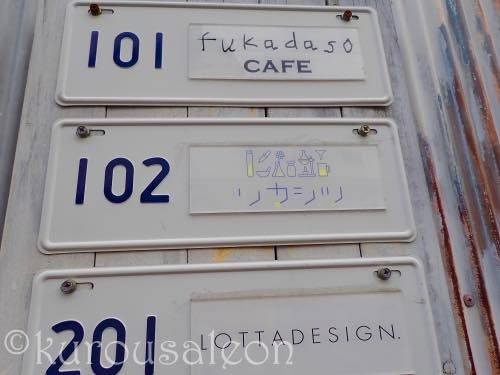 101
fukadaso
CAFE
102
リカシツ
201
LOTTADESIGN.
©kurousaleon